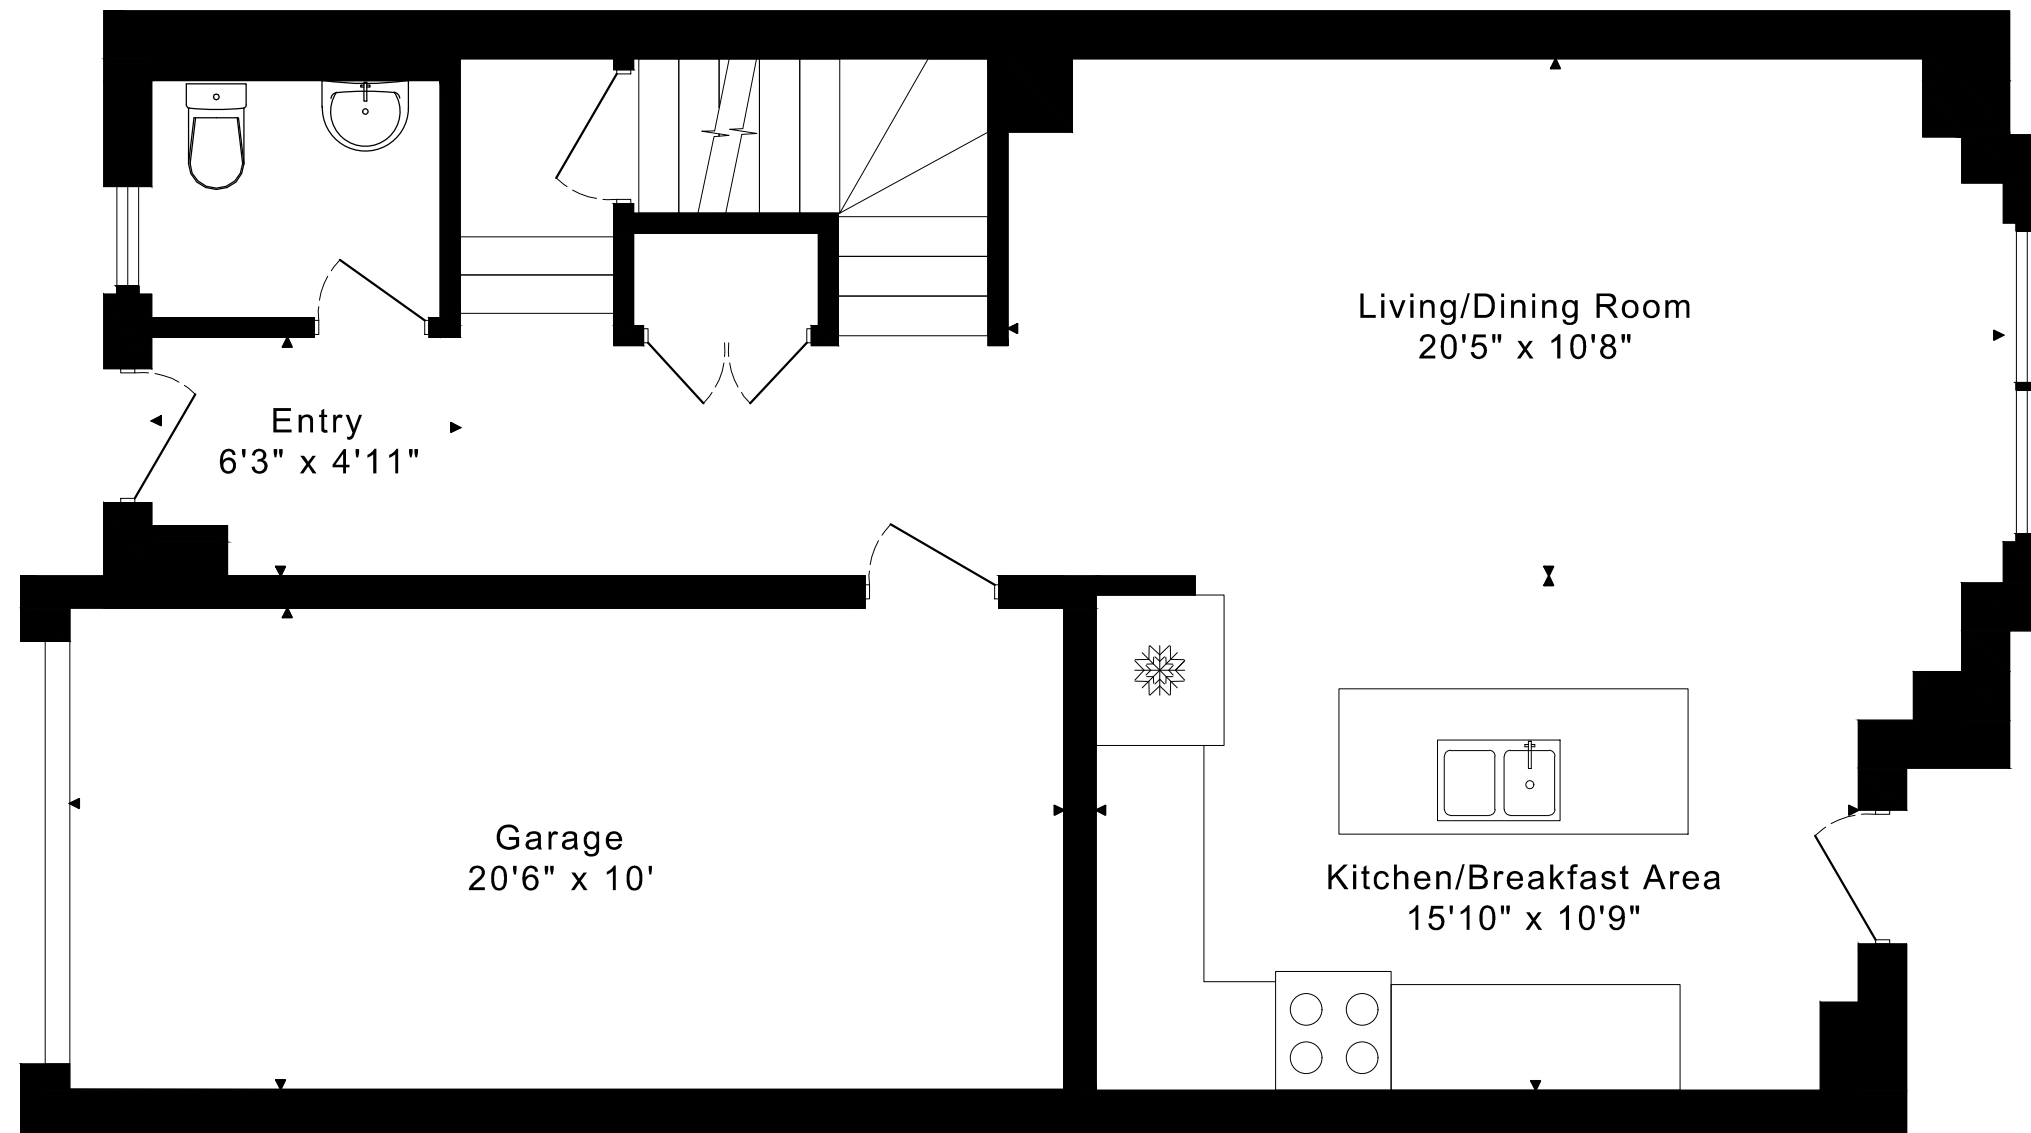 Living/Dining Room
20'5" x 10'8"
Entry
6'3" x 4'11"
Garage
20'6" x 10'
Kitchen/Breakfast Area
15'10" x 10'9"